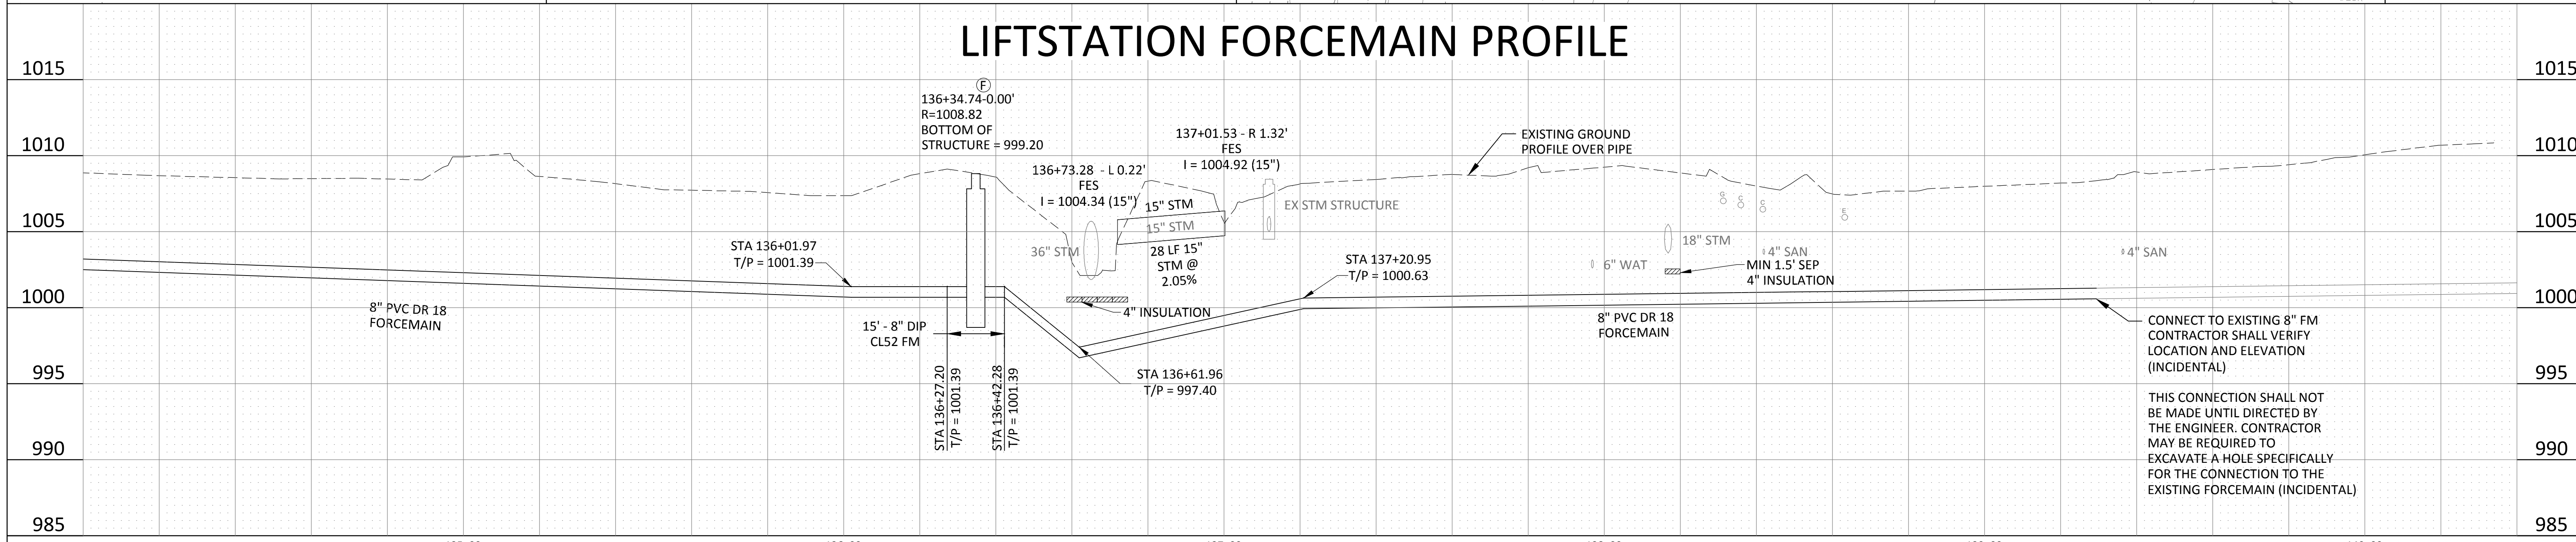 LIFTSTATION FORCEMAIN PROFILE
1015
1015
1010
1010
1005
1005
1000
1000
995
995
990
990
985
985
F
136+34.74-0.00'
R=1008.82
BOTTOM OF
STRUCTURE = 999.20
137+01.53 - R 1.32'
FES
I = 1004.92 (15")
136+73.28 - L 0.22'
FES
I = 1004.34 (15")
EXISTING GROUND
PROFILE OVER PIPE
15" STM
15" STM
EX STM STRUCTURE
28 LF 15"
STM @
2.05%
36" STM
STA 136+01.97
T/P = 1001.39
STA 137+20.95
T/P = 1000.63
18" STM
G
E
6" WAT
4" SAN
4" SAN
MIN 1.5' SEP
4" INSULATION
8" PVC DR 18
FORCEMAIN
15' - 8" DIP
CL52 FM
4" INSULATION
8" PVC DR 18
FORCEMAIN
STA 136+27.20
T/P = 1001.39
STA 136+42.28
T/P = 1001.39
STA 136+61.96
T/P = 997.40
CONNECT TO EXISTING 8" FM
CONTRACTOR SHALL VERIFY
LOCATION AND ELEVATION
(INCIDENTAL)
THIS CONNECTION SHALL NOT
BE MADE UNTIL DIRECTED BY
THE ENGINEER. CONTRACTOR
MAY BE REQUIRED TO
EXCAVATE A HOLE SPECIFICALLY
FOR THE CONNECTION TO THE
EXISTING FORCEMAIN (INCIDENTAL)